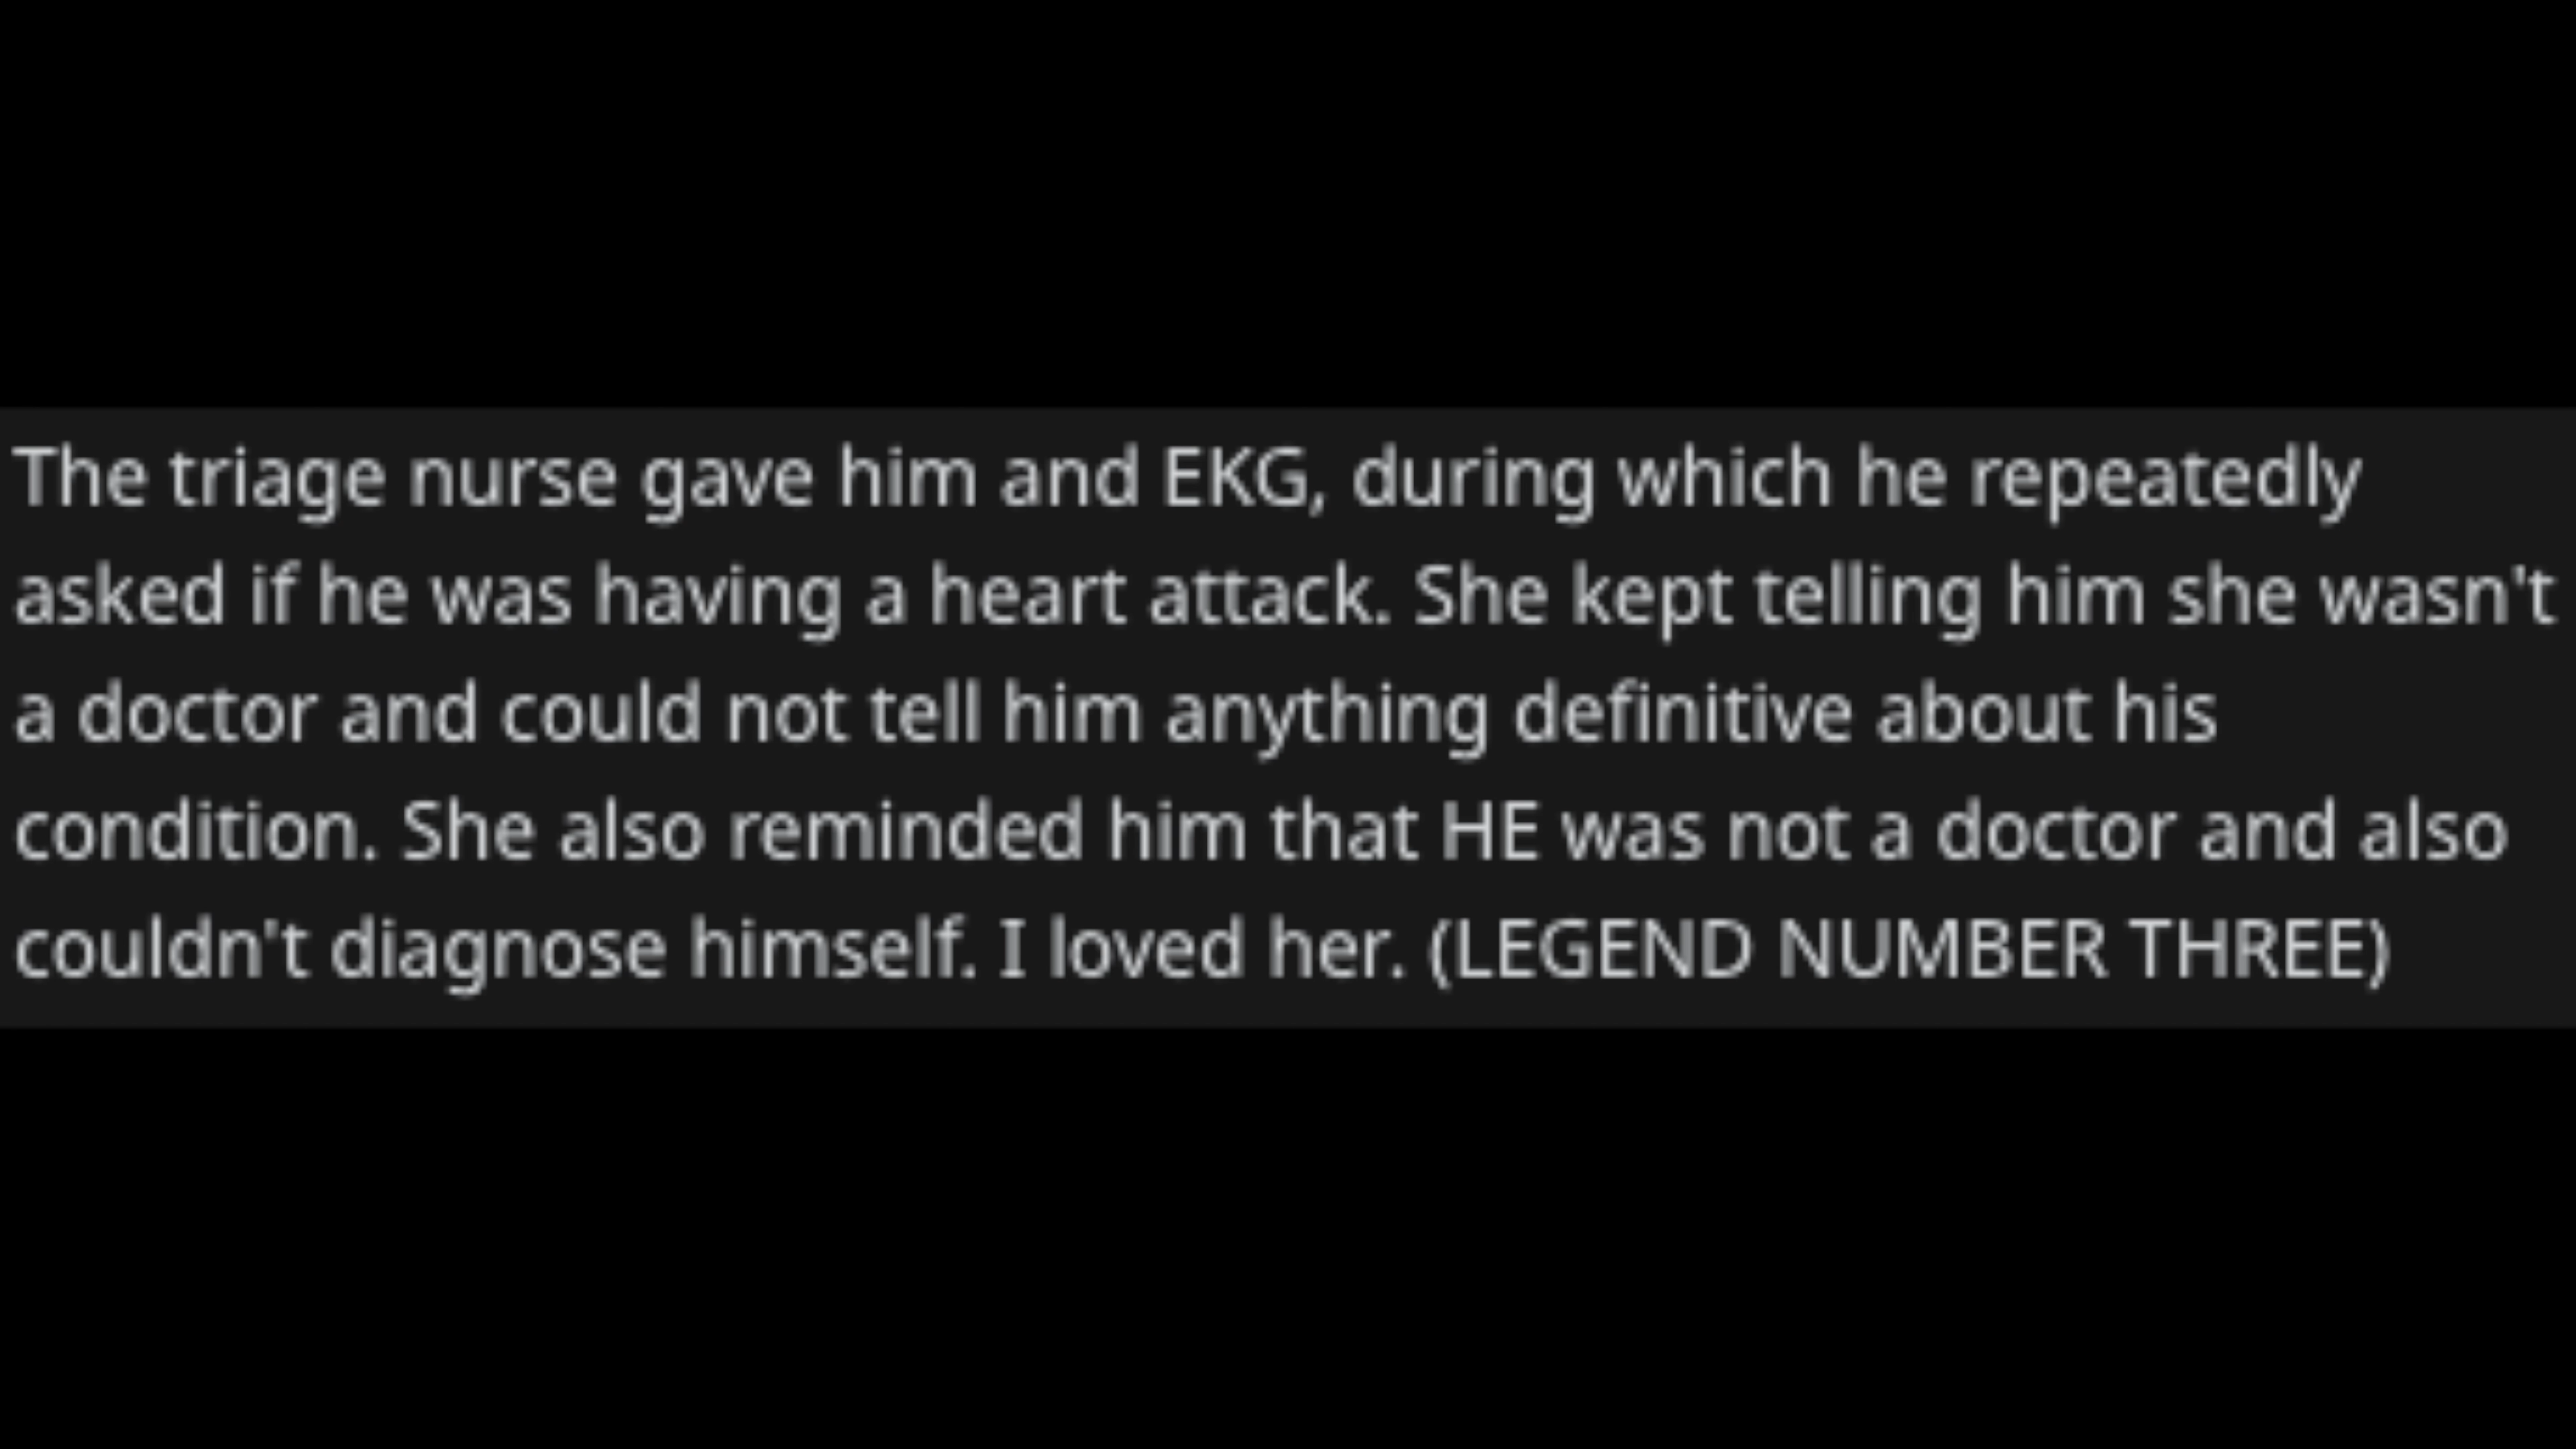 The triage nurse gave him and EKG, during which he repeatedly
asked if he was having a heart attack. She kept telling him she wasn't
a doctor and could not tell him anything definitive about his
condition. She also reminded him that HE was not a doctor and also
couldn't diagnose himself. I loved her. (LEGEND NUMBER THREE)